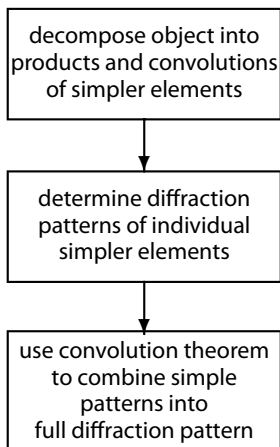 decompose object into
products and convolutions
of simpler elements
determine diffraction
patterns of individual
simpler elements
use convolution theorem
to combine simple
patterns into
full diffraction pattern